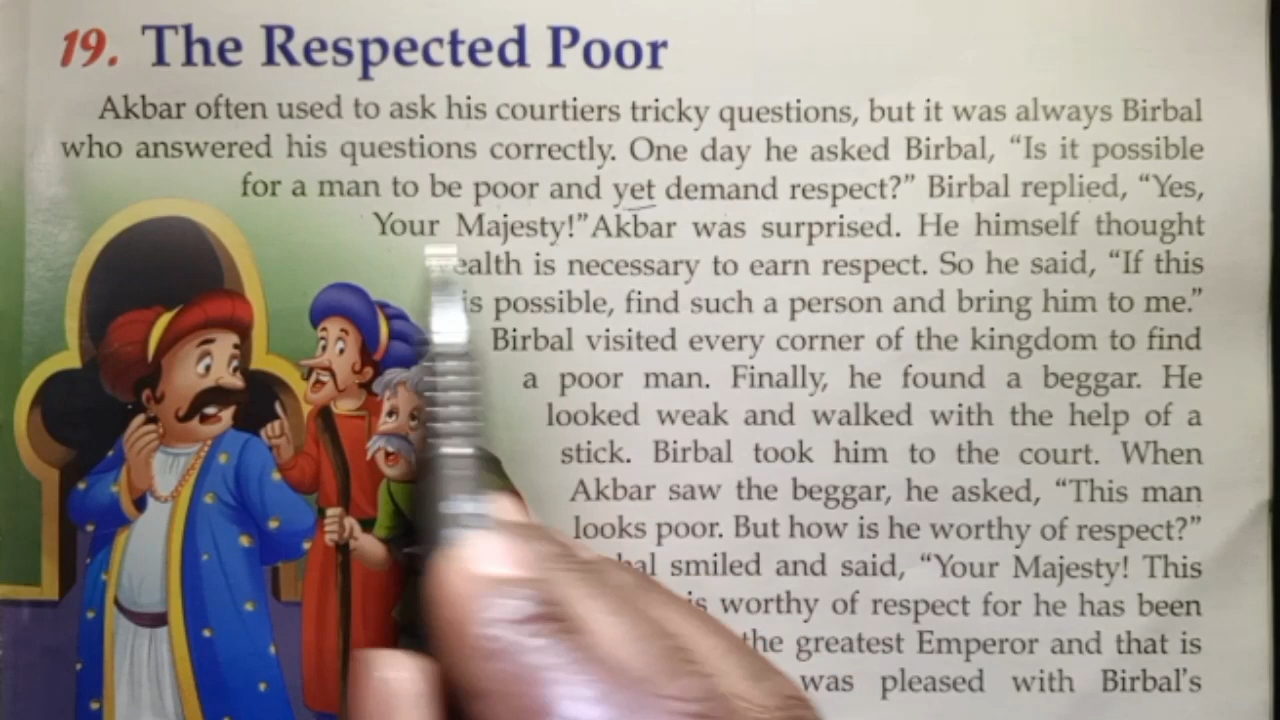 19. The Respected Poor
Akbar often used to ask his courtiers tricky questions, but it was always Birbal
who answered his questions correctly. One day he asked Birbal, “Is it possible
for a man to be poor and yet demand respect?” Birbal replied, “Yes,
Your Majesty!” Akbar was surprised. He himself thought
ealth is necessary to earn respect. So he said, “If this
is possible, find such a person and bring him to me.”
Birbal visited every corner of the kingdom to find
a poor man. Finally, he found a beggar. He
looked weak and walked with the help of a
stick. Birbal took him to the court. When
Akbar saw the beggar, he asked, “This man
looks poor. But how is he worthy of respect?”
bal smiled and said, “Your Majesty! This
is worthy of respect for he has been
the greatest Emperor and that is
was pleased with Birbal's